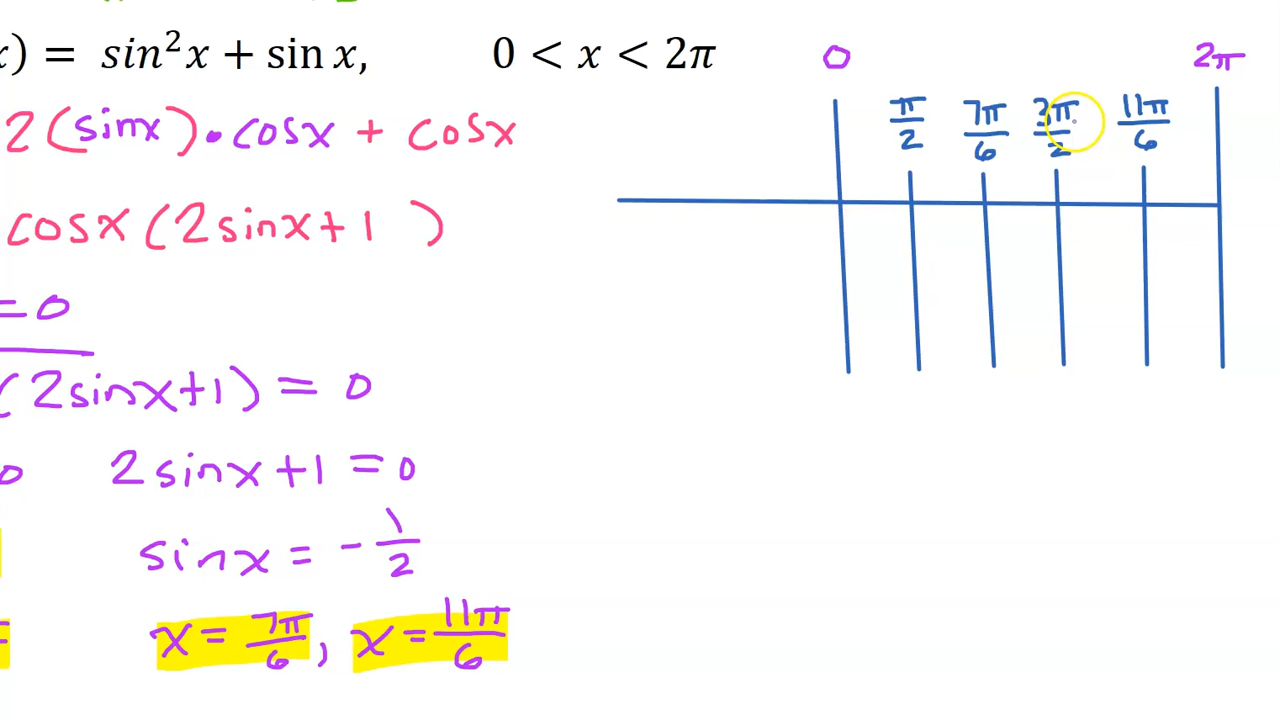 x) = sin²x + sin x, 0 < x < 2π
2(sinx)·cosx + cosx
cosx(2sinx+1 )
=0
(2sinx+1) = 0
0 2sinx+1 = 0
sinx = -1/2
= x = 7π/6, x = 11π/6
0 2π
π/2 7π/6 3π/2 11π/6